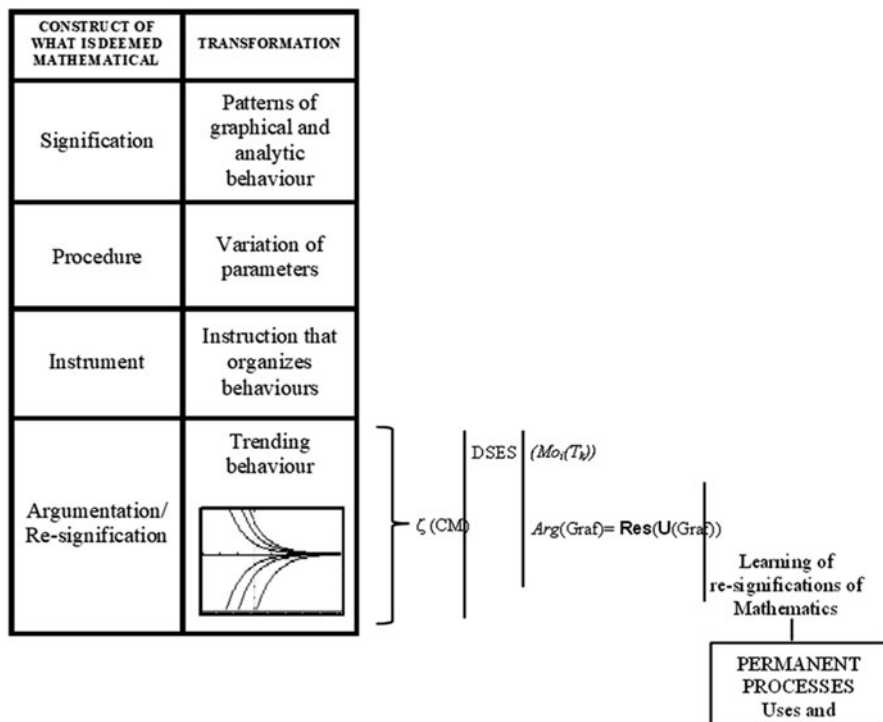 CONSTRUCT OF
WHAT IS DEEMED
MATHEMATICAL
TRANSFORMATION
Signification
Patterns of
graphical and
analytic
behaviour
Procedure
Variation of
parameters
Instrument
Instruction that
organizes
behaviours
Argumentation/
Re-signification
Trending
behaviour
ζ (CM)
DSES
(Moᵢ(Tₖ))
Arg(Graf)= Res(U(Graf))
Learning of
re-significations of
Mathematics
PERMANENT
PROCESSES
Uses and